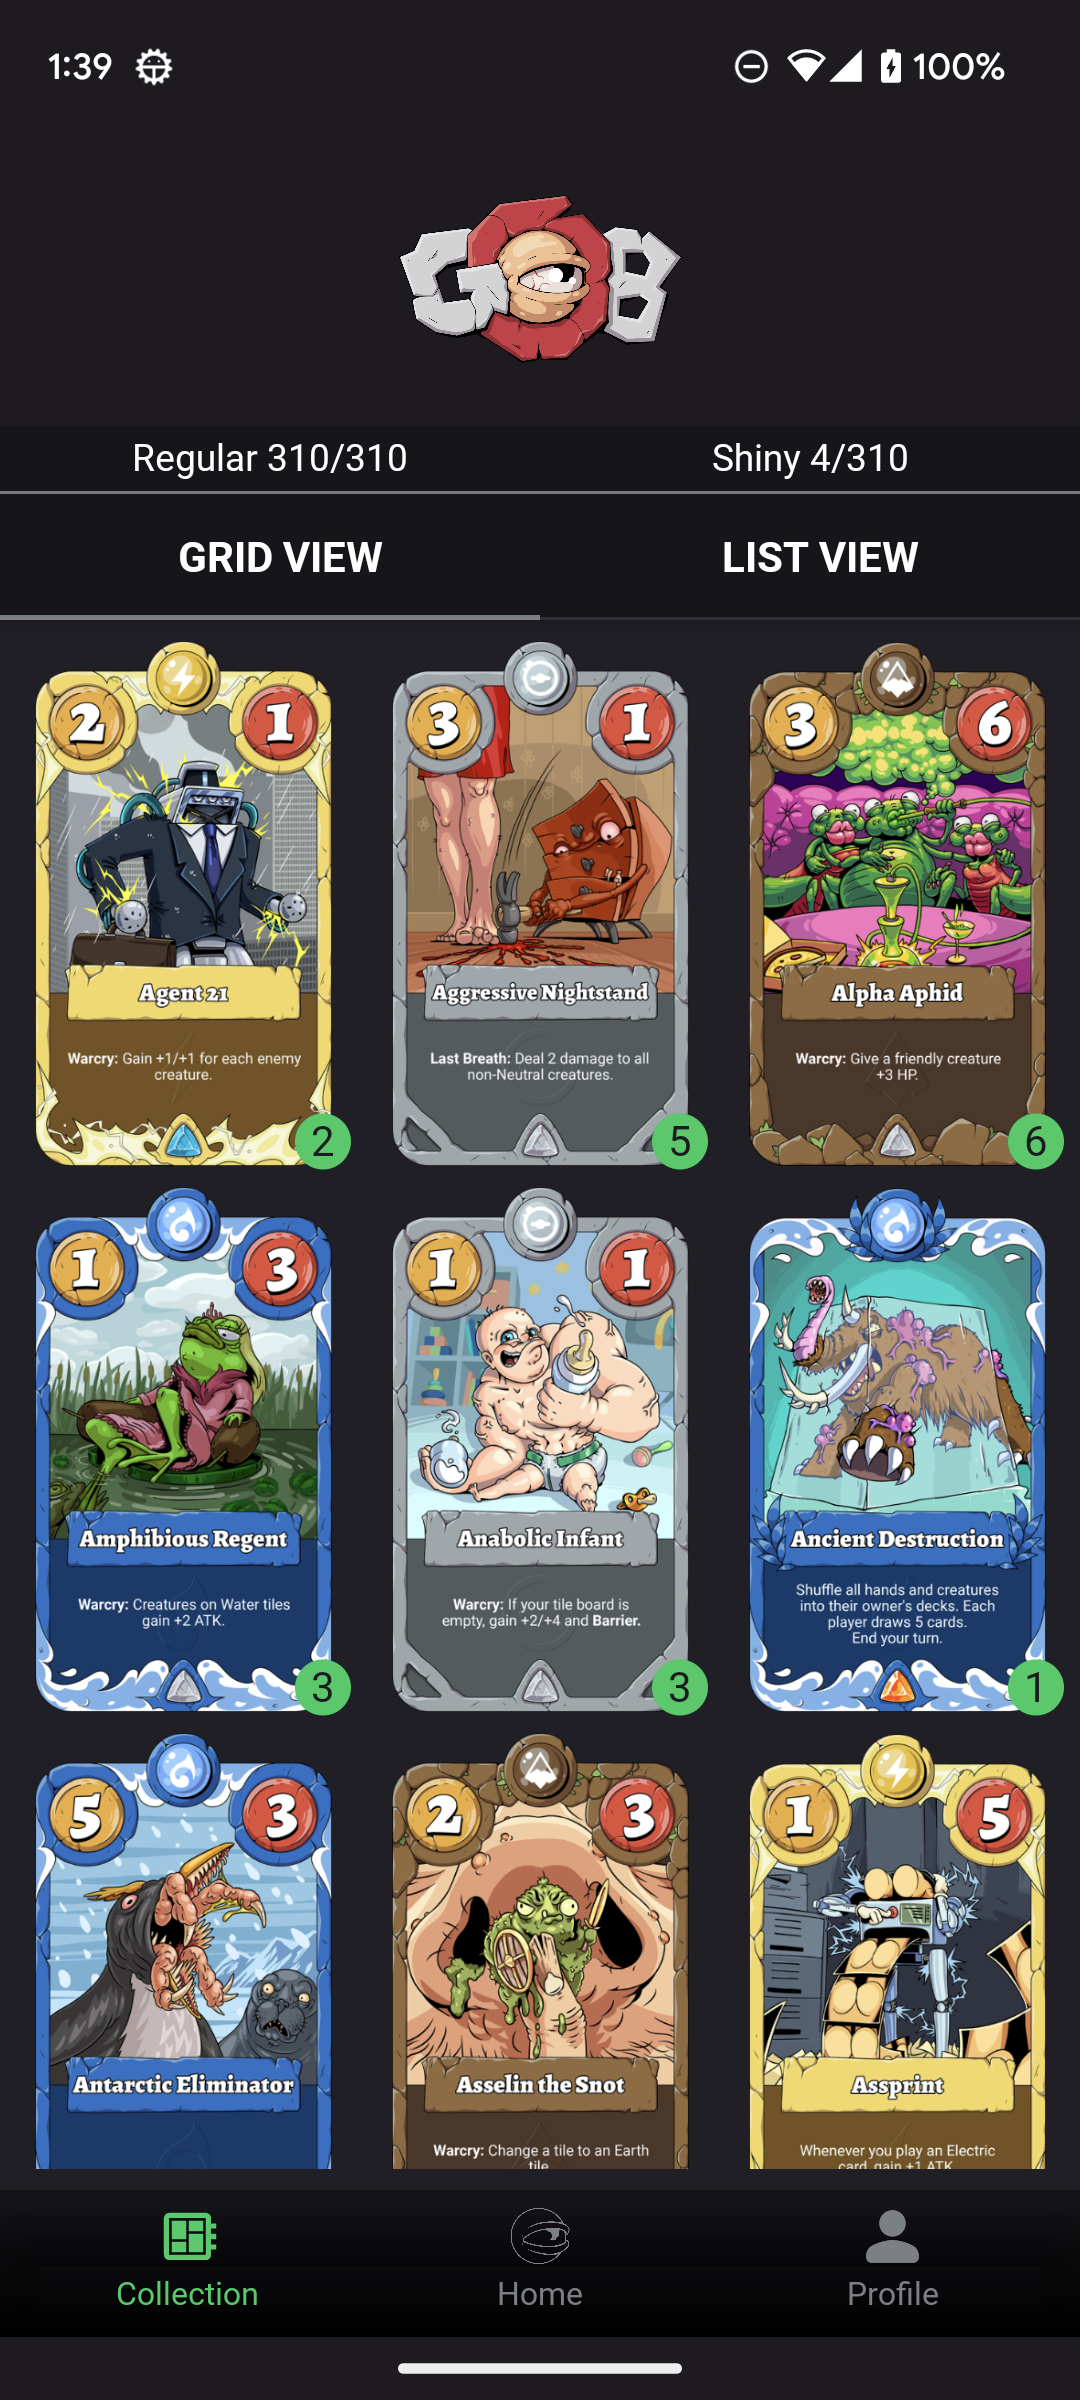 1:39
100%
GOB
Regular 310/310
Shiny 4/310
GRID VIEW
LIST VIEW
2
1
Agent 21
Warcry: Gain +1/+1 for each enemy
creature.
2
3
1
Aggressive Nightstand
Last Breath: Deal 2 damage to all
non-Neutral creatures.
5
3
6
Alpha Aphid
Warcry: Give a friendly creature
+3 HP.
6
1
3
Amphibious Regent
Warcry: Creatures on Water tiles
gain +2 ATK.
3
1
1
Anabolic Infant
Warcry: If your tile board is
empty, gain +2/+4 and Barrier.
3
Ancient Destruction
Shuffle all hands and creatures
into their owner's decks. Each
player draws 5 cards.
End your turn.
1
5
3
Antarctic Eliminator
2
3
Asselin the Snot
Warcry: Change a tile to an Earth
tile.
1
5
Assprint
Whenever you play an Electric
card, gain +1 ATK.
Collection
Home
Profile